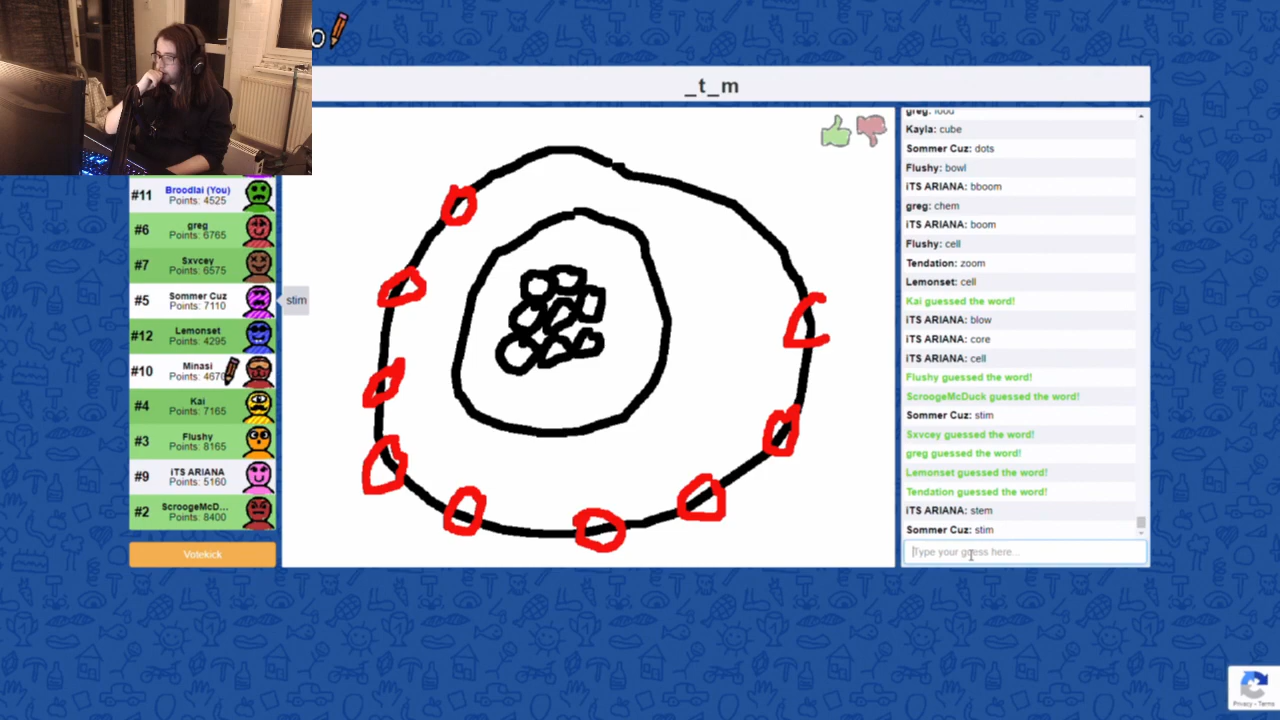 o
_t_m
#11 Broodlai (You)
Points: 4525
#6 greg
Points: 6765
#7 Sxvcey
Points: 6575
#5 Sommer Cuz
Points: 7110
stim
#12 Lemonset
Points: 4295
#10 Minasi
Points: 4670
#4 Kai
Points: 7165
#3 Flushy
Points: 8165
#9 iTS ARIANA
Points: 5160
#2 ScroogeMcD...
Points: 8400
Votekick
greg: food
Kayla: cube
Sommer Cuz: dots
Flushy: bowl
iTS ARIANA: bboom
greg: chem
iTS ARIANA: boom
Flushy: cell
Tendation: zoom
Lemonset: cell
Kai guessed the word!
iTS ARIANA: blow
iTS ARIANA: core
iTS ARIANA: cell
Flushy guessed the word!
ScroogeMcDuck guessed the word!
Sommer Cuz: stim
Sxvcey guessed the word!
greg guessed the word!
Lemonset guessed the word!
Tendation guessed the word!
iTS ARIANA: stem
Sommer Cuz: stim
Type your guess here...
Privacy - Terms